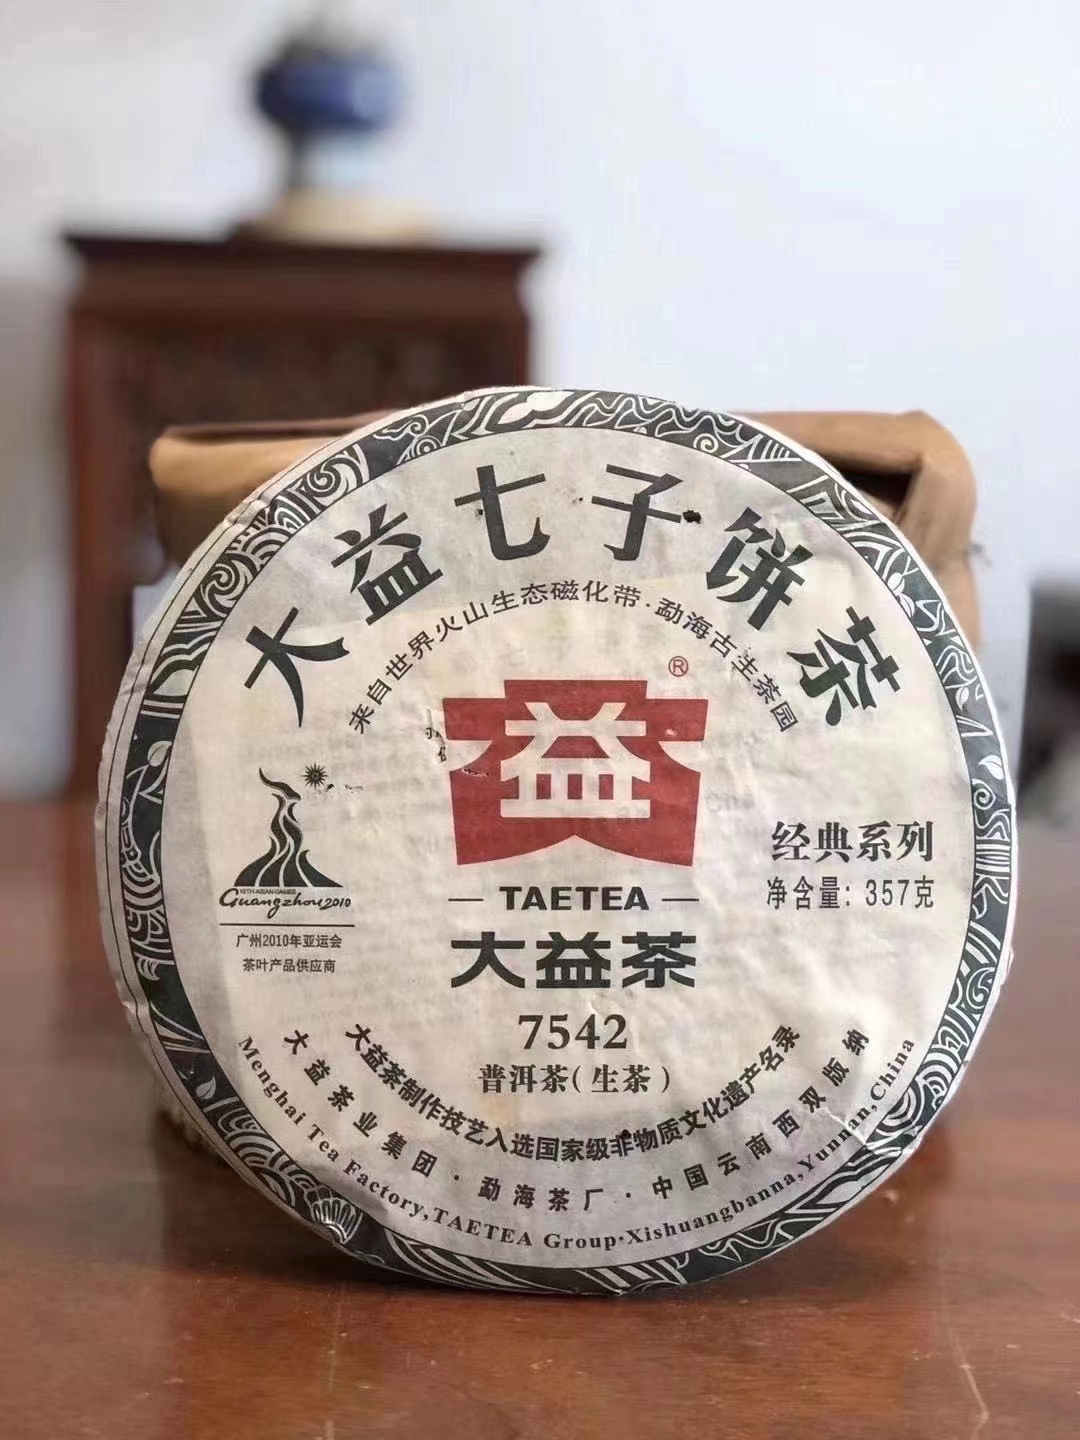 大益七子饼茶
来自世界火山生态磁化带·勐海古生茶园
益
®
TAETEA
大益茶
7542
普洱茶(生茶)
16TH ASIAN GAMES
Guangzhou2010
广州2010年亚运会
茶叶产品供应商
经典系列
净含量:357克
大益茶制作技艺入选国家级非物质文化遗产名录
大益茶业集团·勐海茶厂·中国云南西双版纳
Menghai Tea Factory,TAETEA Group·Xishuangbanna,Yunnan,China